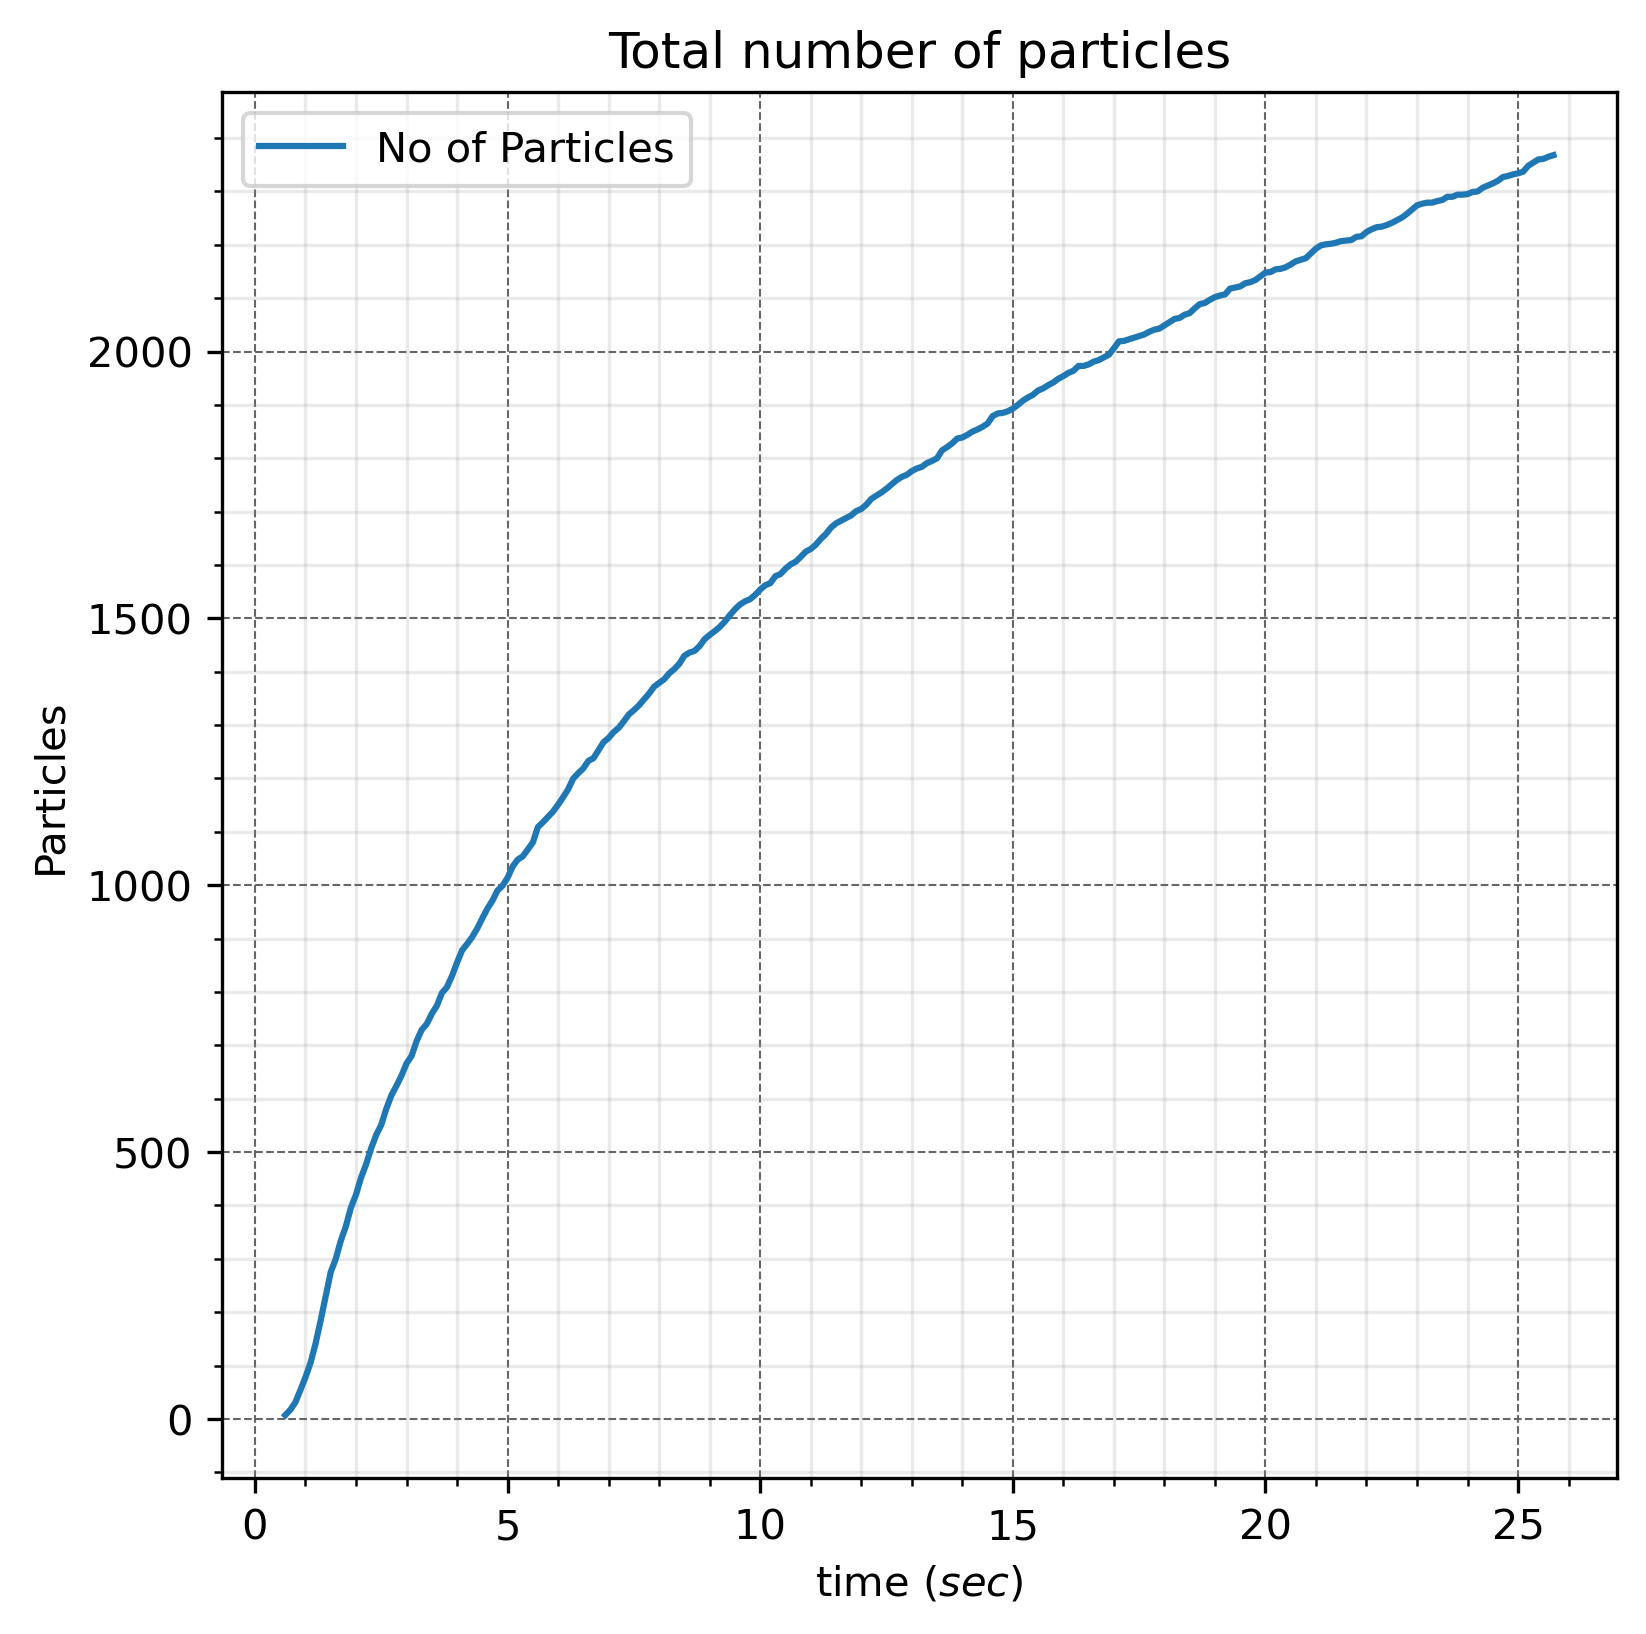 Total number of particles
No of Particles
Particles
2000
1500
1000
500
0
0 5 10 15 20 25
time (sec)